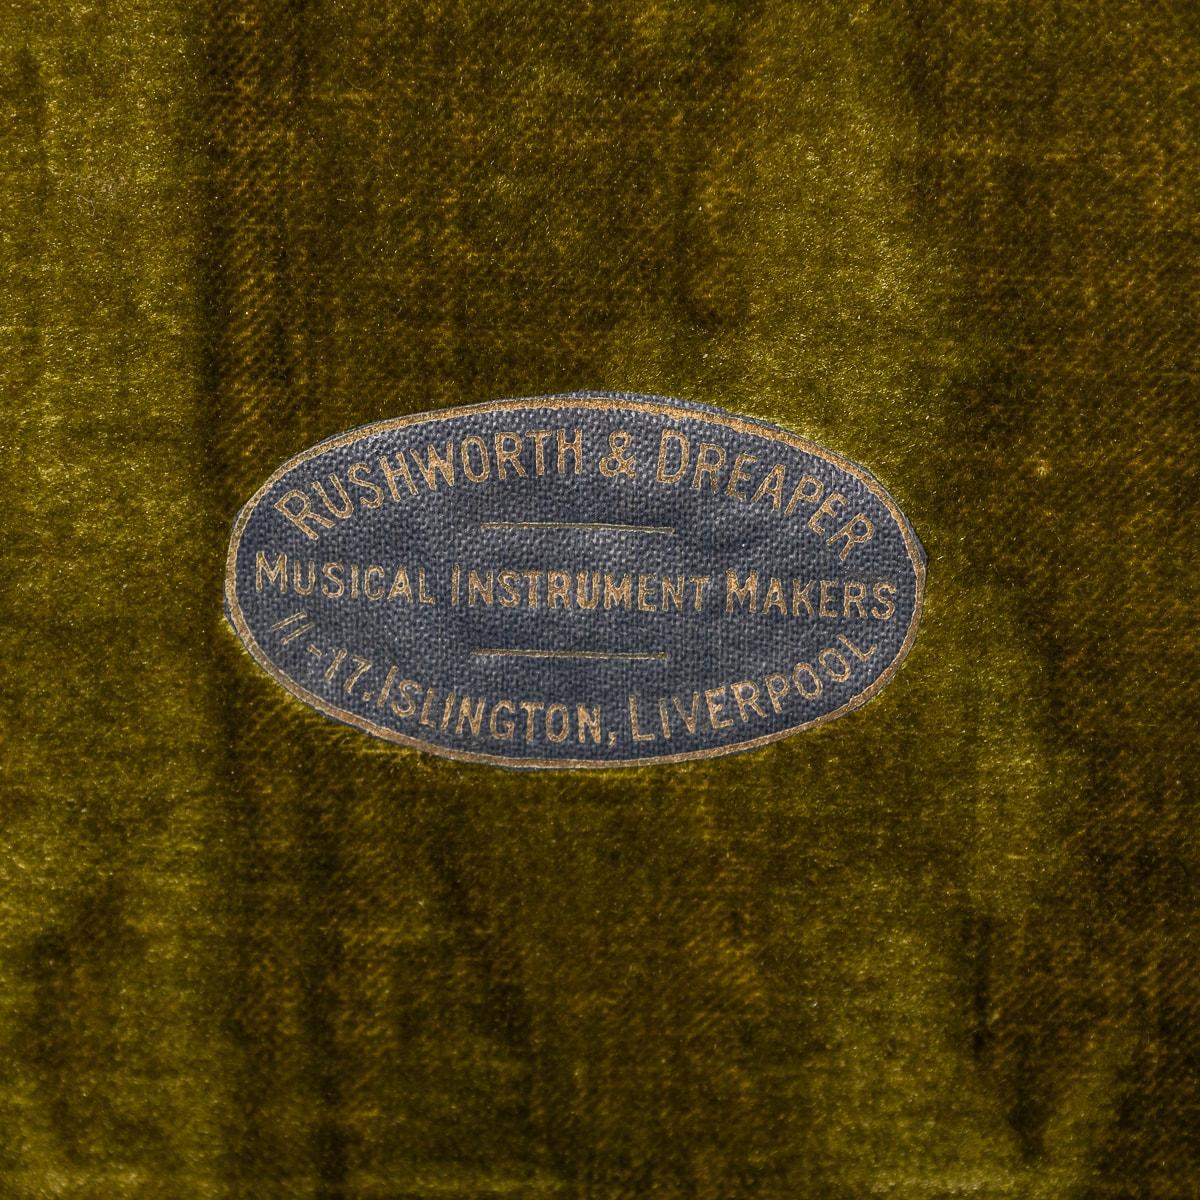 RUSHWORTH & DREAPER
MUSICAL INSTRUMENT MAKERS
11-17. ISLINGTON, LIVERPOOL